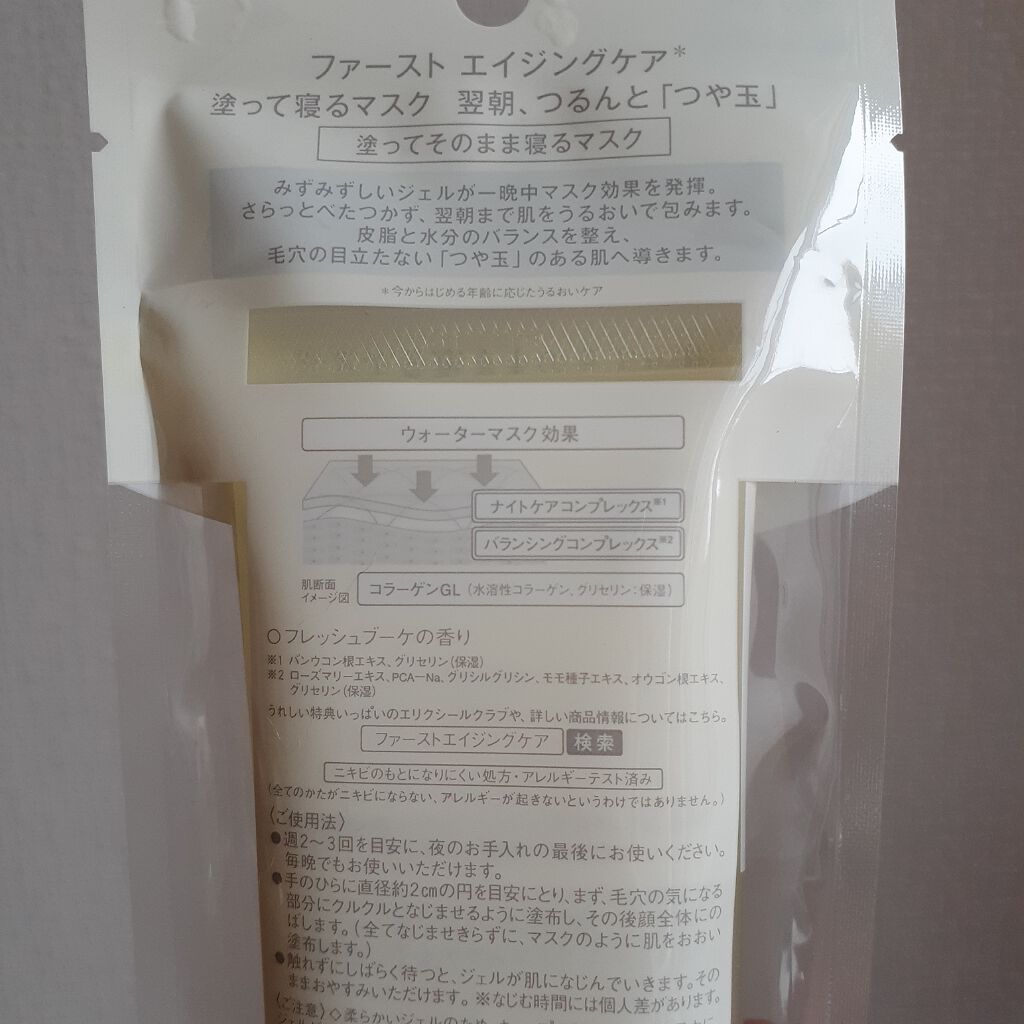 ファースト エイジングケア*
塗って寝るマスク 翌朝、つるんと「つや玉」
塗ってそのまま寝るマスク
みずみずしいジェルが一晩中マスク効果を発揮。
さらっとべたつかず、翌朝まで肌をうるおいで包みます。
皮脂と水分のバランスを整え、
毛穴の目立たない「つや玉」のある肌へ導きます。
*今からはじめる年齢に応じたうるおいケア
ウォーターマスク効果
ナイトケアコンプレックス※1
バランシングコンプレックス※2
肌断面
イメージ図
コラーゲンGL(水溶性コラーゲン、グリセリン:保湿)
○フレッシュブーケの香り
※1 バンウコン根エキス、グリセリン(保湿)
※2 ローズマリーエキス、PCA-Na、グリシルグリシン、モモ種子エキス、オウゴン根エキス、
グリセリン(保湿)
うれしい特典いっぱいのエリクシールクラブや、詳しい商品情報についてはこちら。
ファーストエイジングケア 検索
ニキビのもとになりにくい処方・アレルギーテスト済み
(全てのかたがニキビにならない、アレルギーが起きないというわけではありません。)
〈ご使用法〉
●週2〜3回を目安に、夜のお手入れの最後にお使いください。
毎晩でもお使いいただけます。
●手のひらに直径約2cmの円を目安にとり、まず、毛穴の気になる
部分にクルクルとなじませるように塗布し、その後顔全体にの
ばします。(全てなじませきらずに、マスクのように肌をおおい
塗布します。)
●触れずにしばらく待つと、ジェルが肌になじんでいきます。その
ままおやすみいただけます。※なじむ時間には個人差があります。
〈ご注意〉◇柔らかいジェルのため、